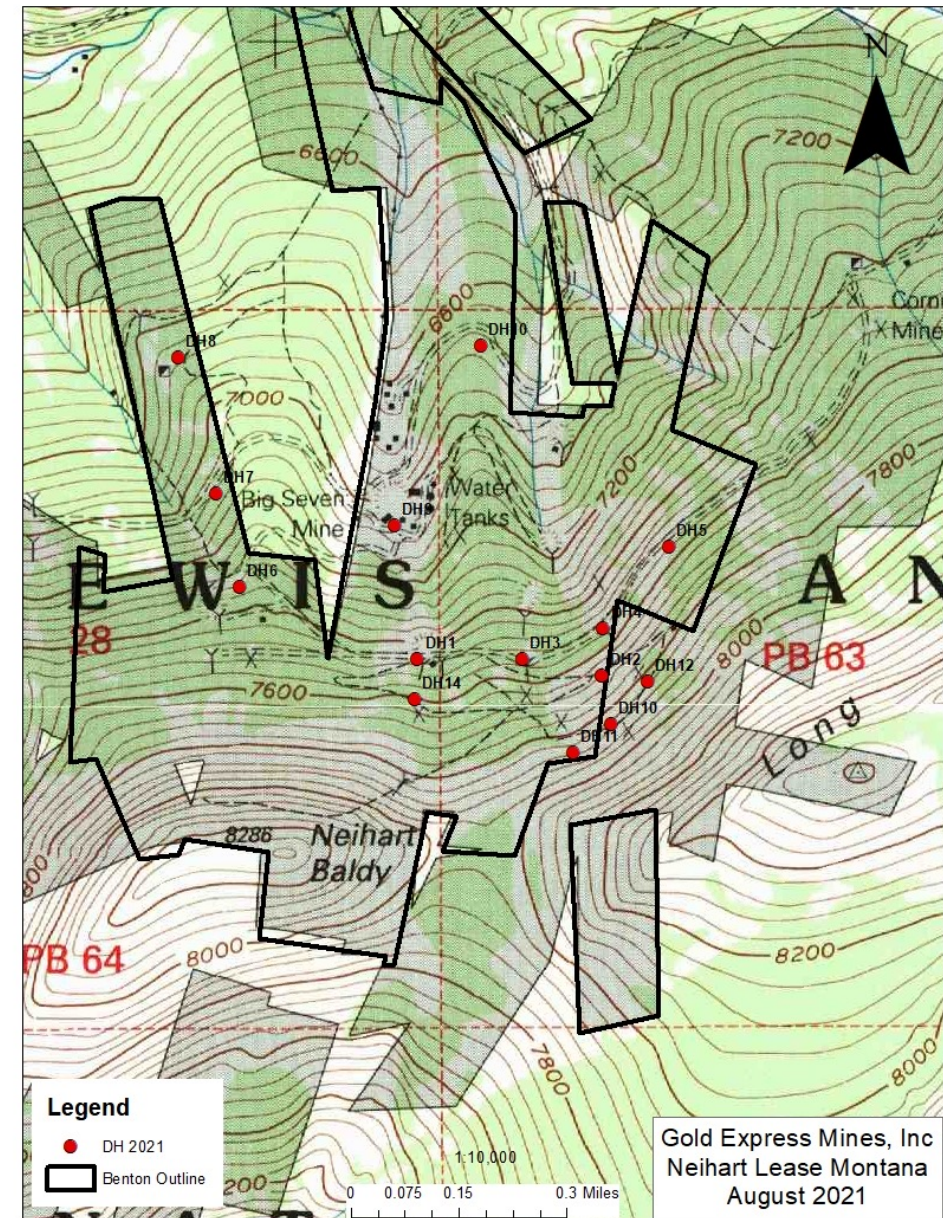 N
7200
6600
Corn
Mine
6600
DH10
DH8
7000
7800
DH7
Big Seven
Mine
Water
Tanks
7200
DH9
DH5
DH6
E W I S
A N
28
DH4
DH1
DH3
8000
PB 63
DH2
DH12
7600
DH14
DH10
Long
DH11
8286
Neihart
Baldy
800
8000
PB 64
8200
7800
8000
Legend
DH 2021
Benton Outline
200
1:10,000
0 0.075 0.15 0.3 Miles
Gold Express Mines, Inc
Neihart Lease Montana
August 2021